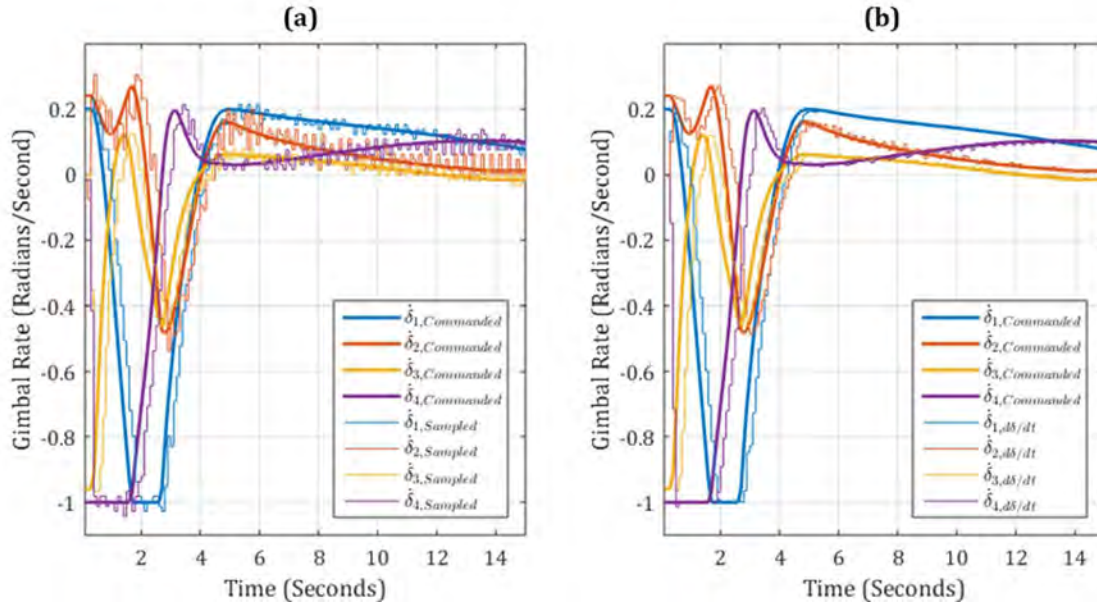 (a)
Gimbal Rate (Radians/Second)
0.2
0
-0.2
-0.4
-0.6
-0.8
-1
2
4
6
8
10
12
14
Time (Seconds)
δ̇1,Commanded
δ̇2,Commanded
δ̇3,Commanded
δ̇4,Commanded
δ̇1,Sampled
δ̇2,Sampled
δ̇3,Sampled
δ̇4,Sampled
(b)
Gimbal Rate (Radians/Second)
0.2
0
-0.2
-0.4
-0.6
-0.8
-1
2
4
6
8
10
12
14
Time (Seconds)
δ̇1,Commanded
δ̇2,Commanded
δ̇3,Commanded
δ̇4,Commanded
δ̇1,dδ/dt
δ̇2,dδ/dt
δ̇3,dδ/dt
δ̇4,dδ/dt